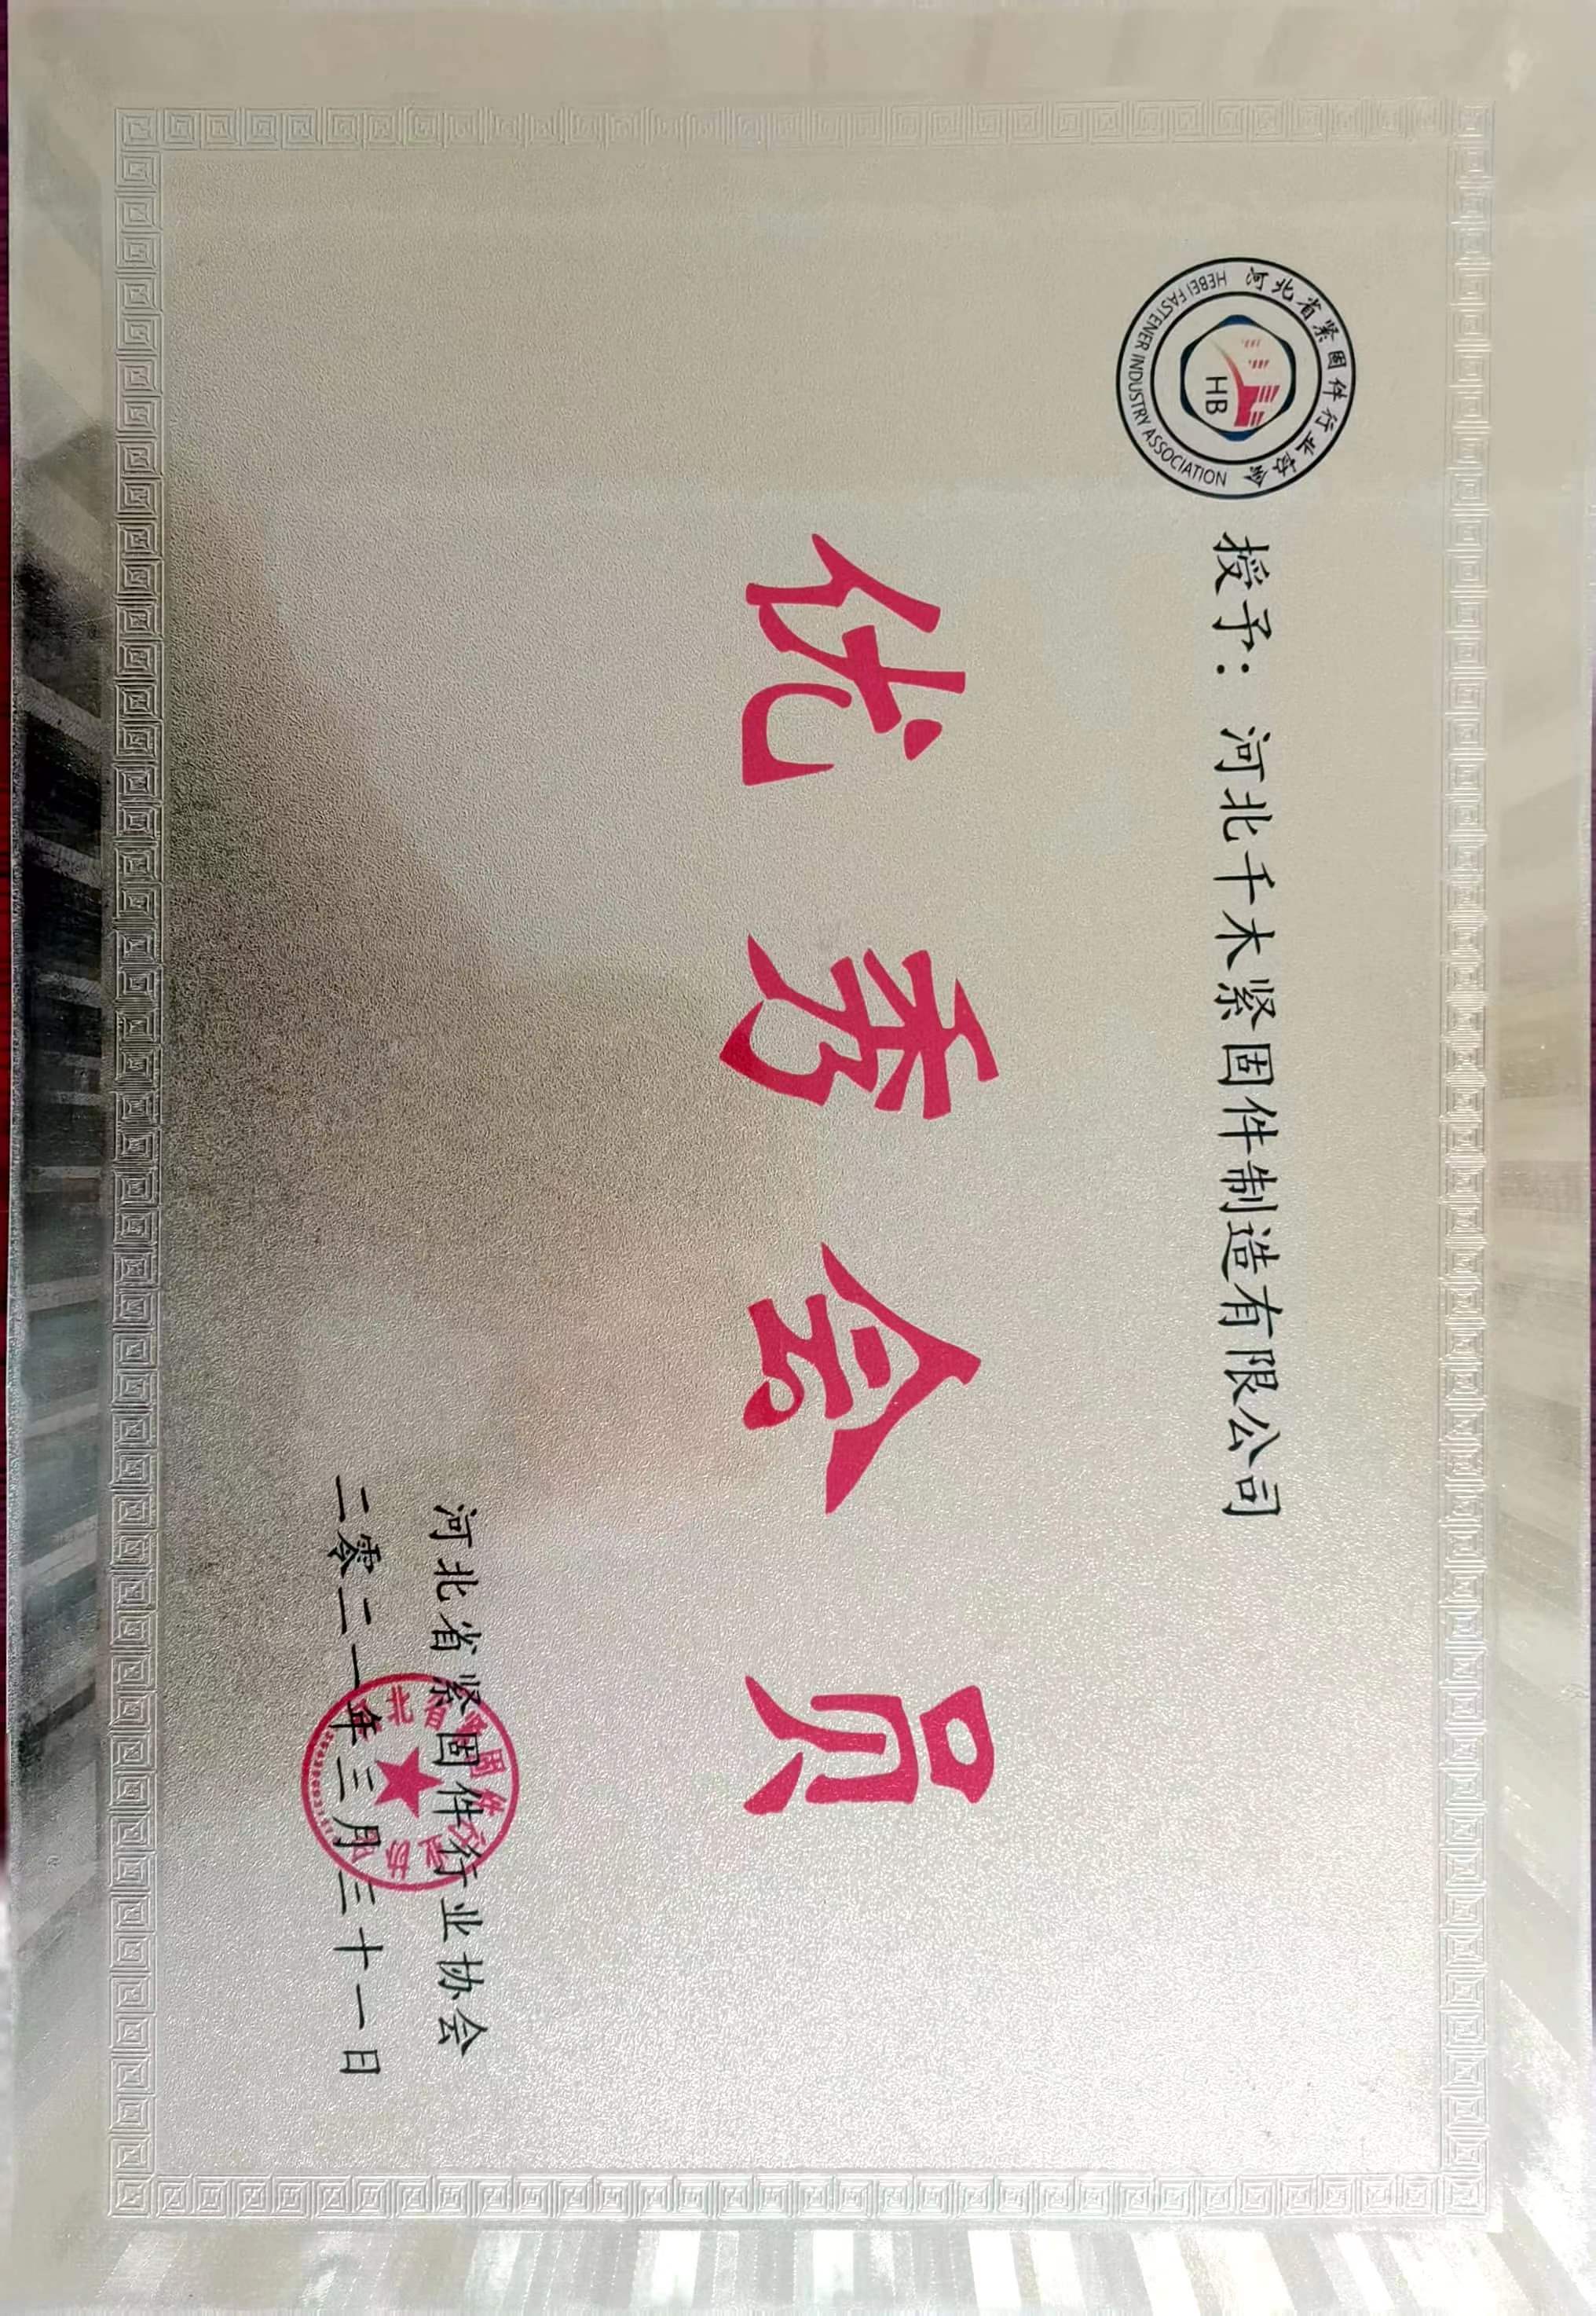 河北省紧固件行业协会
HEBEI FASTENER INDUSTRY ASSOCIATION
HB
授予：河北千木紧固件制造有限公司
优秀会员
河北省紧固件行业协会
二零二一年三月三十一日